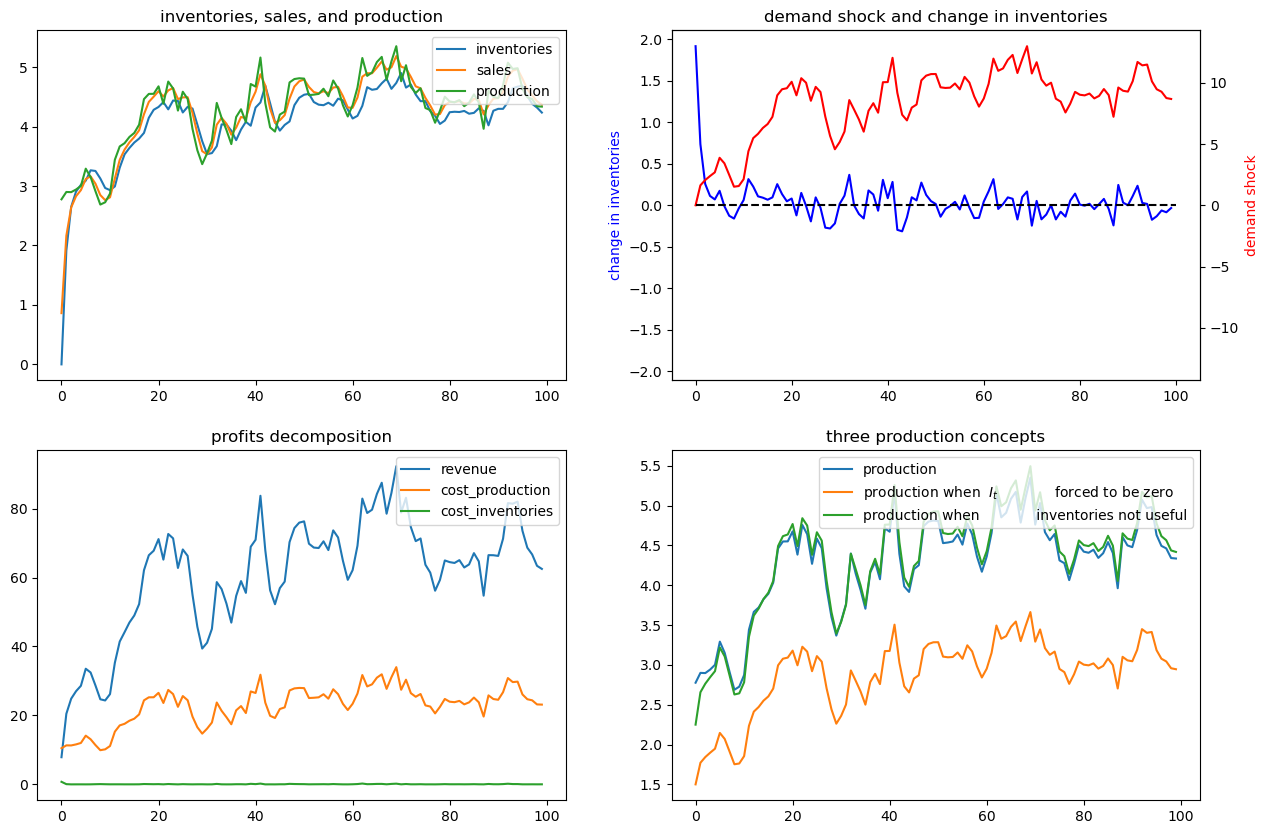 inventories, sales, and production
inventories
sales
production
5
4
3
2
1
0
0 20 40 60 80 100
demand shock and change in inventories
change in inventories
2.0
1.5
1.0
0.5
0.0
−0.5
−1.0
−1.5
−2.0
10
5
0
−5
−10
demand shock
0 20 40 60 80 100
profits decomposition
revenue
cost_production
cost_inventories
80
60
40
20
0
0 20 40 60 80 100
three production concepts
production
production when I_t forced to be zero
production when inventories not useful
5.5
5.0
4.5
4.0
3.5
3.0
2.5
2.0
1.5
0 20 40 60 80 100